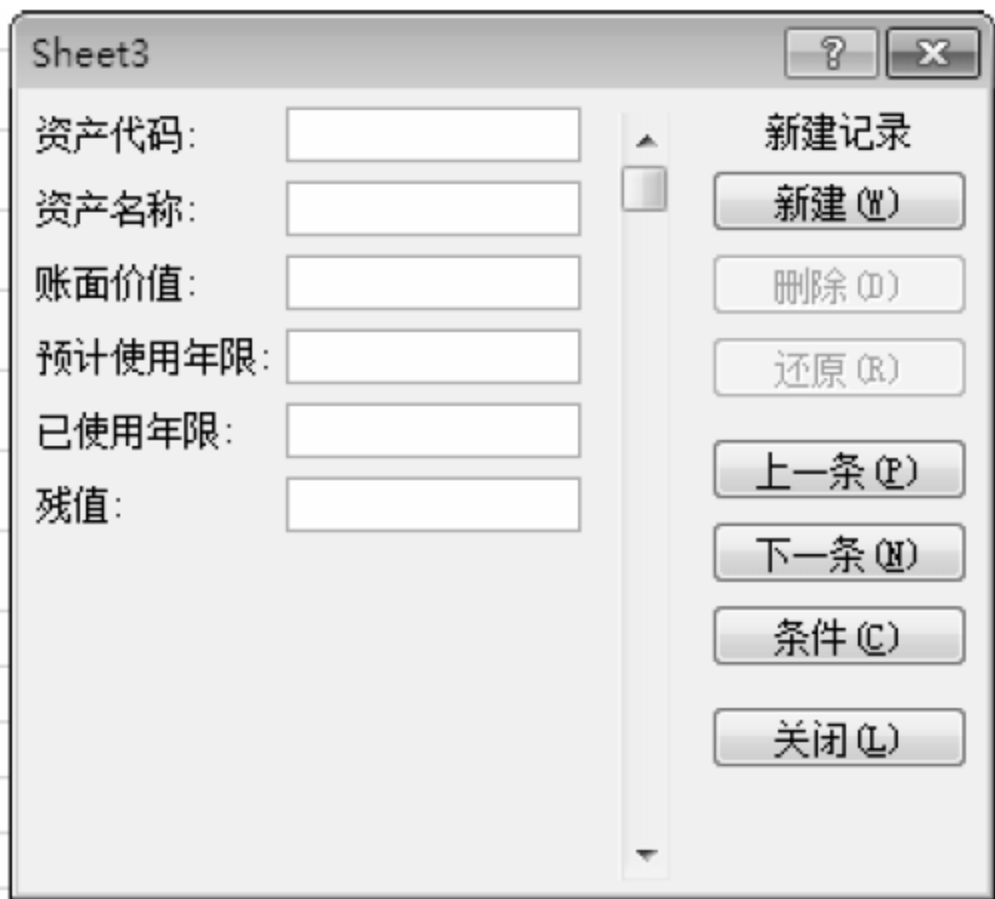 Sheet3
资产代码:
资产名称:
账面价值:
预计使用年限:
已使用年限:
残值:
新建记录
新建(W)
删除(D)
还原(R)
上一条(P)
下一条(N)
条件(C)
关闭(L)